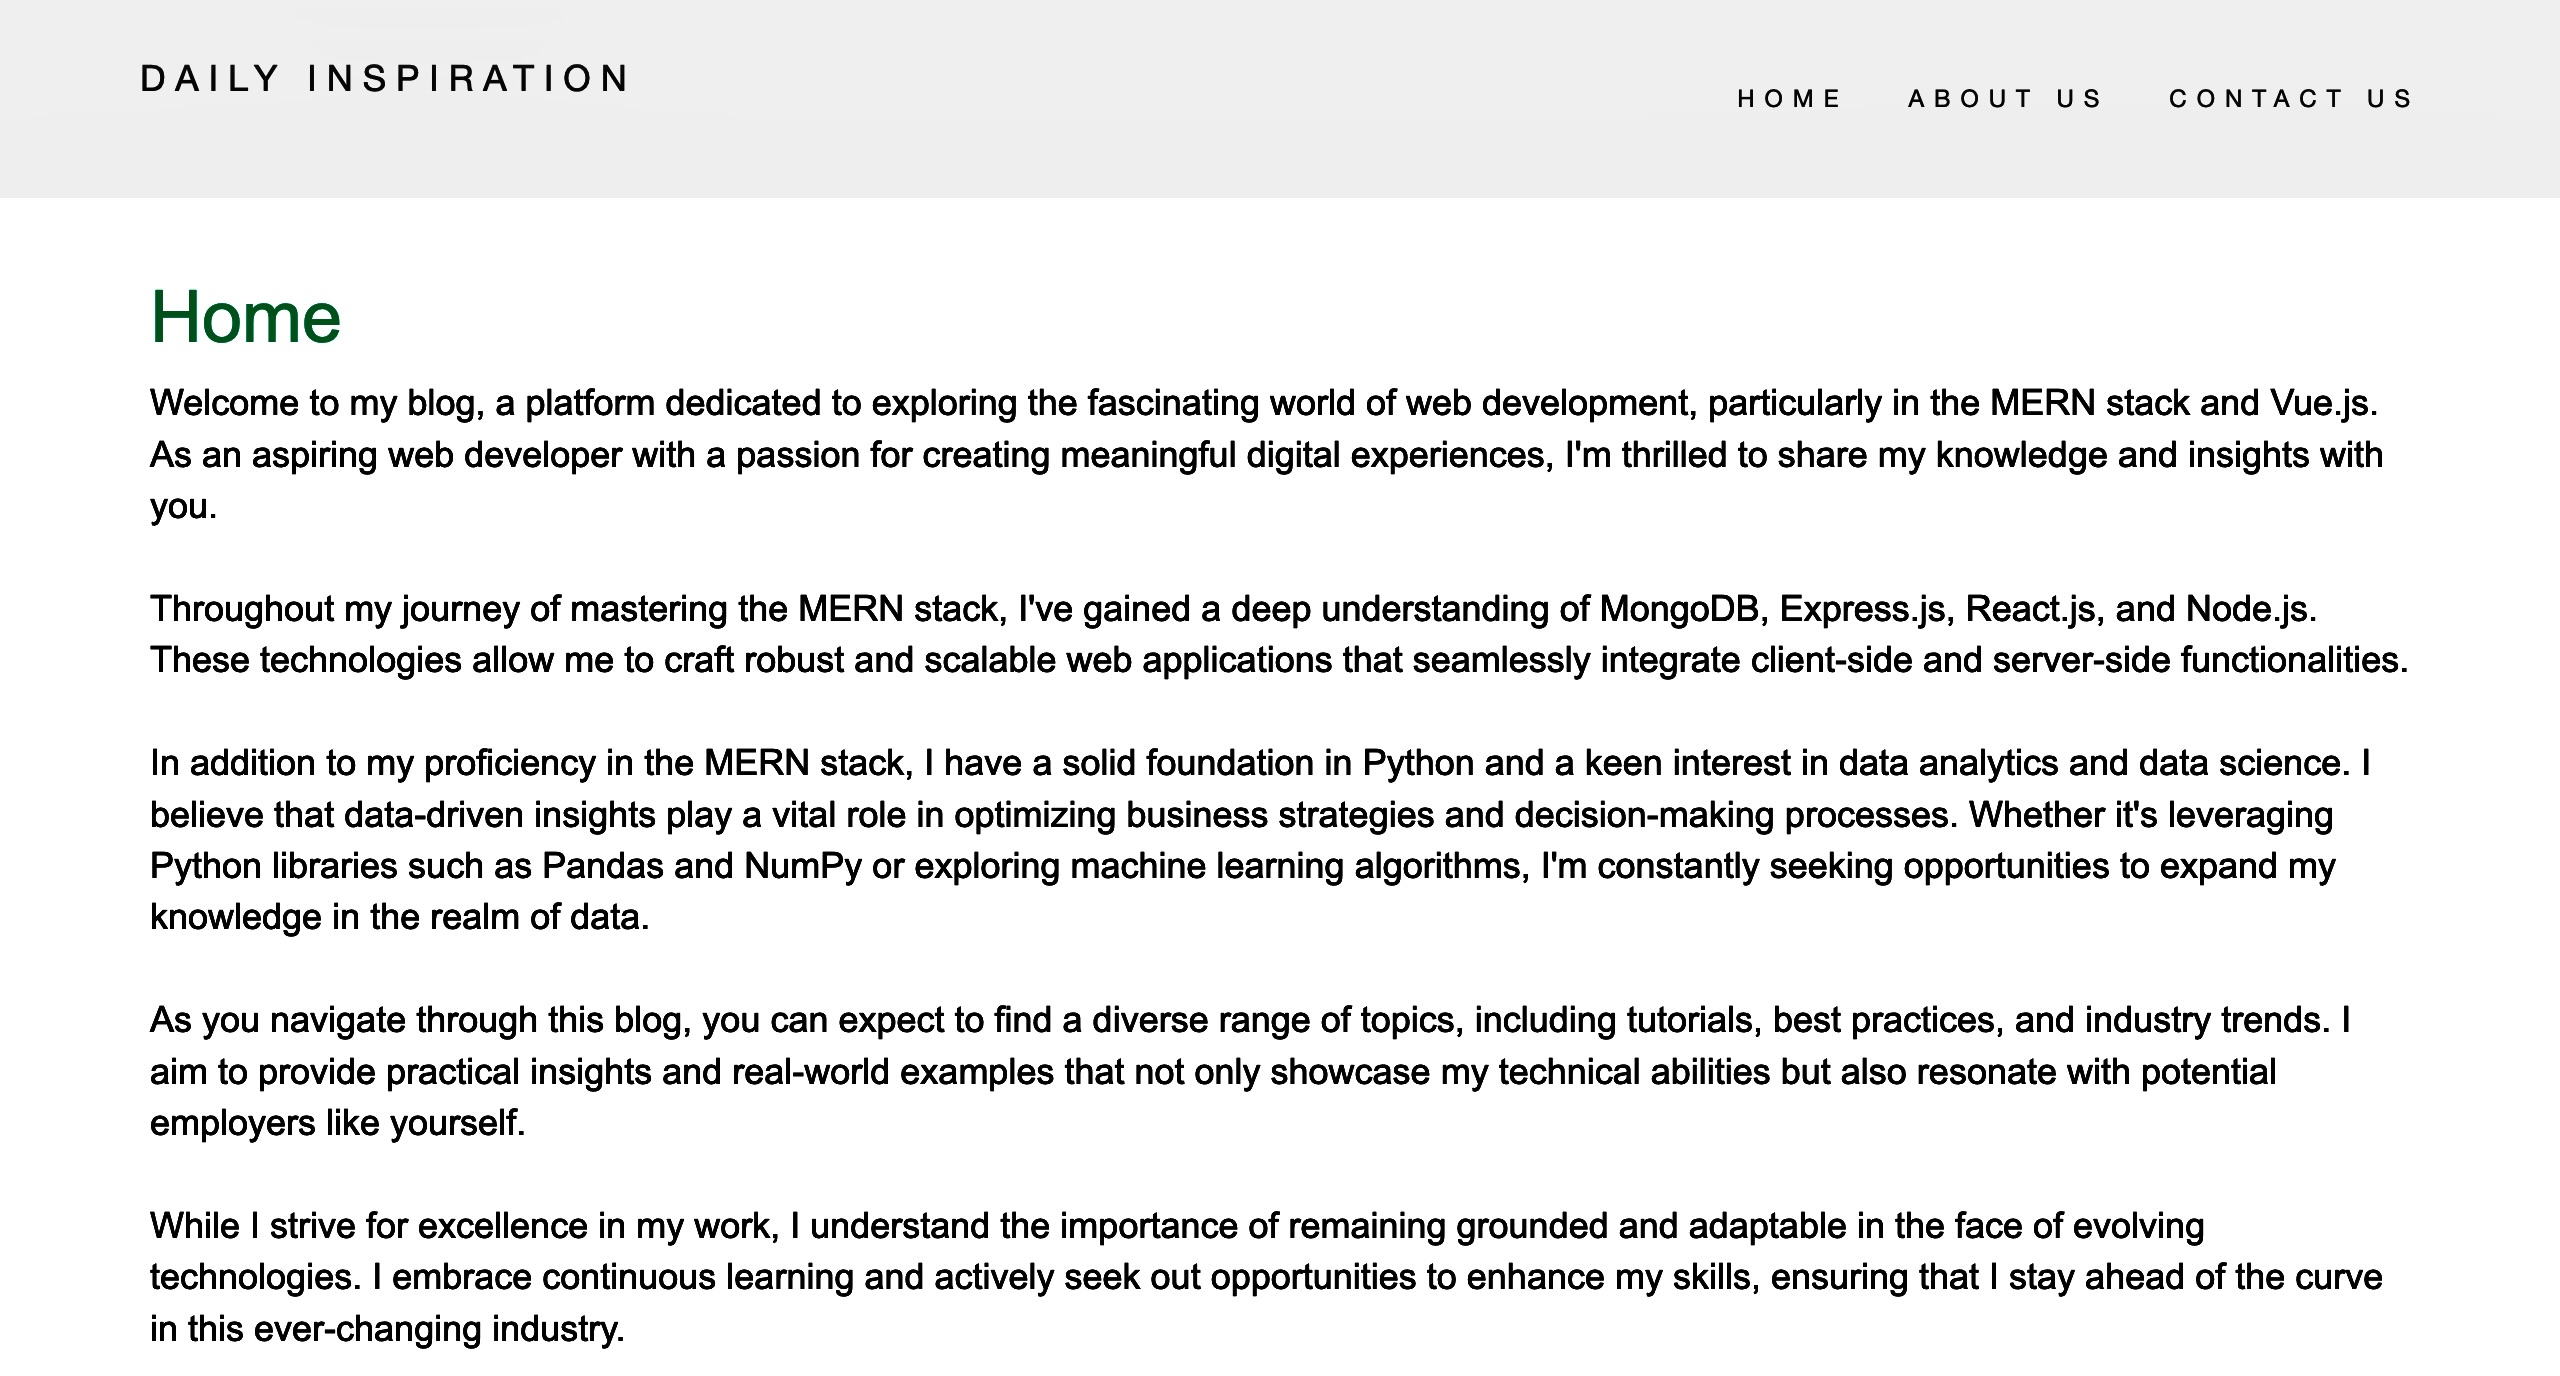 DAILY INSPIRATION
HOME ABOUT US CONTACT US
Home
Welcome to my blog, a platform dedicated to exploring the fascinating world of web development, particularly in the MERN stack and Vue.js.
As an aspiring web developer with a passion for creating meaningful digital experiences, I'm thrilled to share my knowledge and insights with
you.
Throughout my journey of mastering the MERN stack, I've gained a deep understanding of MongoDB, Express.js, React.js, and Node.js.
These technologies allow me to craft robust and scalable web applications that seamlessly integrate client-side and server-side functionalities.
In addition to my proficiency in the MERN stack, I have a solid foundation in Python and a keen interest in data analytics and data science. I
believe that data-driven insights play a vital role in optimizing business strategies and decision-making processes. Whether it's leveraging
Python libraries such as Pandas and NumPy or exploring machine learning algorithms, I'm constantly seeking opportunities to expand my
knowledge in the realm of data.
As you navigate through this blog, you can expect to find a diverse range of topics, including tutorials, best practices, and industry trends. I
aim to provide practical insights and real-world examples that not only showcase my technical abilities but also resonate with potential
employers like yourself.
While I strive for excellence in my work, I understand the importance of remaining grounded and adaptable in the face of evolving
technologies. I embrace continuous learning and actively seek out opportunities to enhance my skills, ensuring that I stay ahead of the curve
in this ever-changing industry.